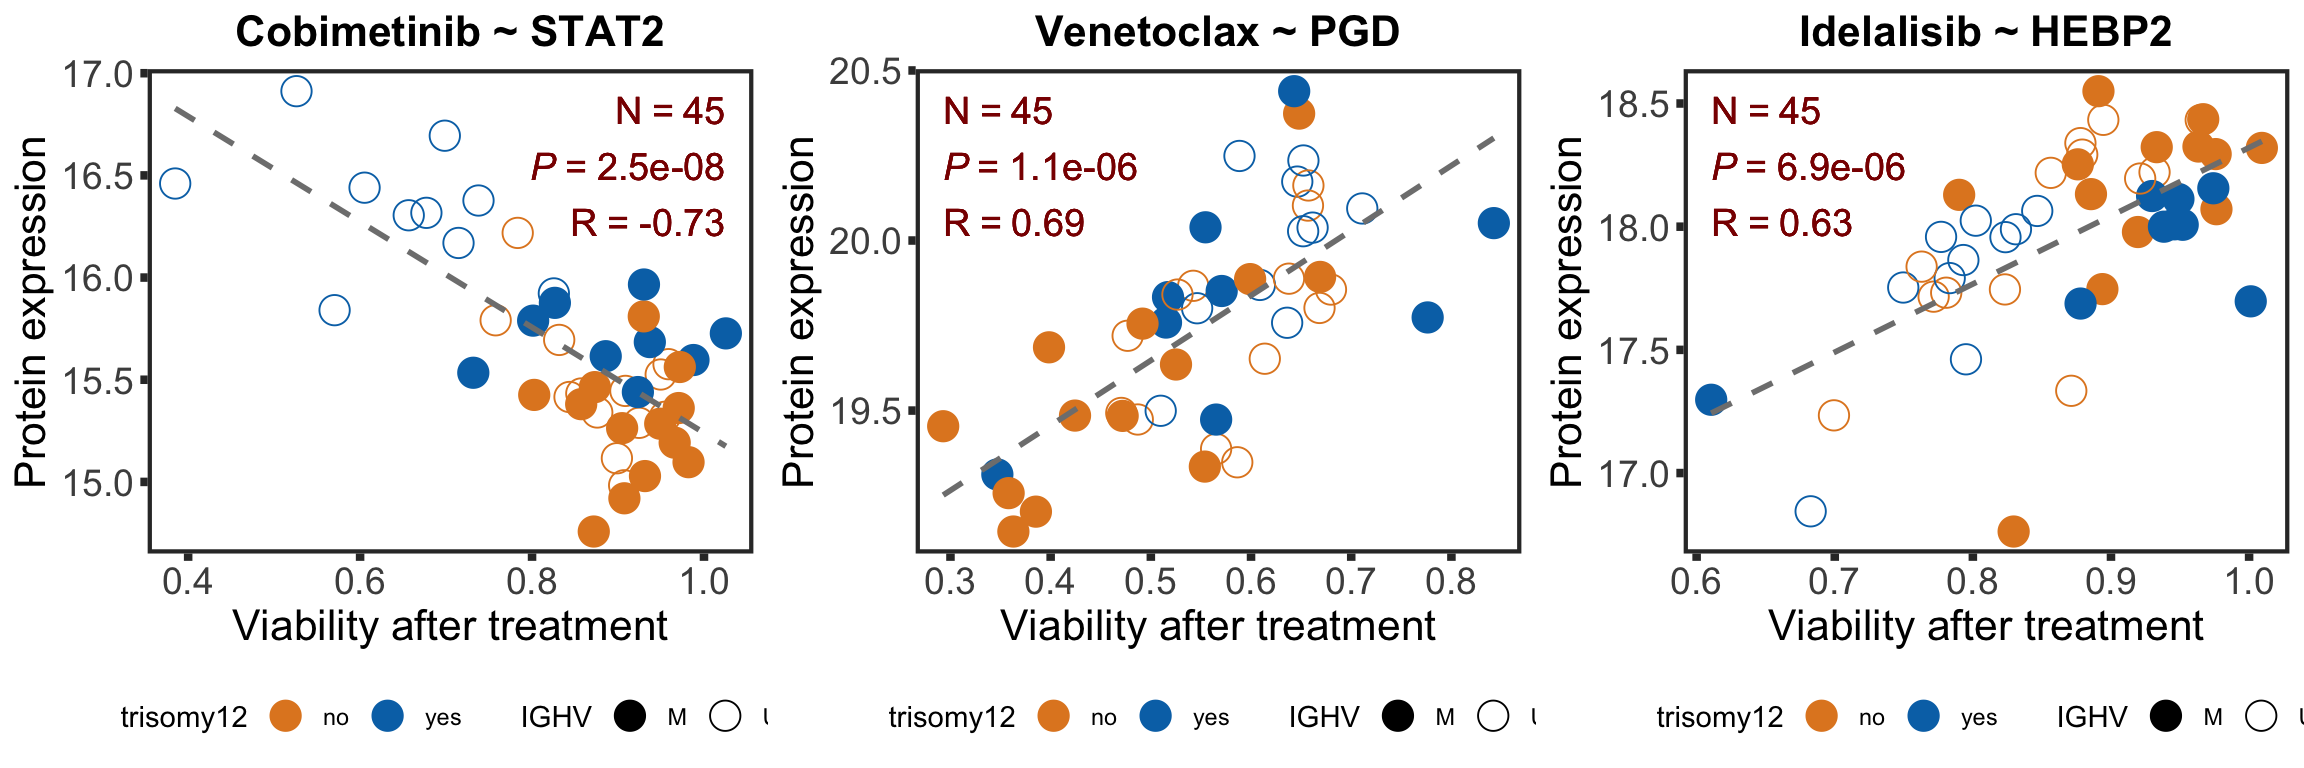 Cobimetinib ~ STAT2
Protein expression
17.0
16.5
16.0
15.5
15.0
N = 45
P = 2.5e-08
R = -0.73
0.4 0.6 0.8 1.0
Viability after treatment
trisomy12 no yes IGHV M
Venetoclax ~ PGD
Protein expression
20.5
20.0
19.5
N = 45
P = 1.1e-06
R = 0.69
0.3 0.4 0.5 0.6 0.7 0.8
Viability after treatment
trisomy12 no yes IGHV M
Idelalisib ~ HEBP2
Protein expression
18.5
18.0
17.5
17.0
N = 45
P = 6.9e-06
R = 0.63
0.6 0.7 0.8 0.9 1.0
Viability after treatment
trisomy12 no yes IGHV M